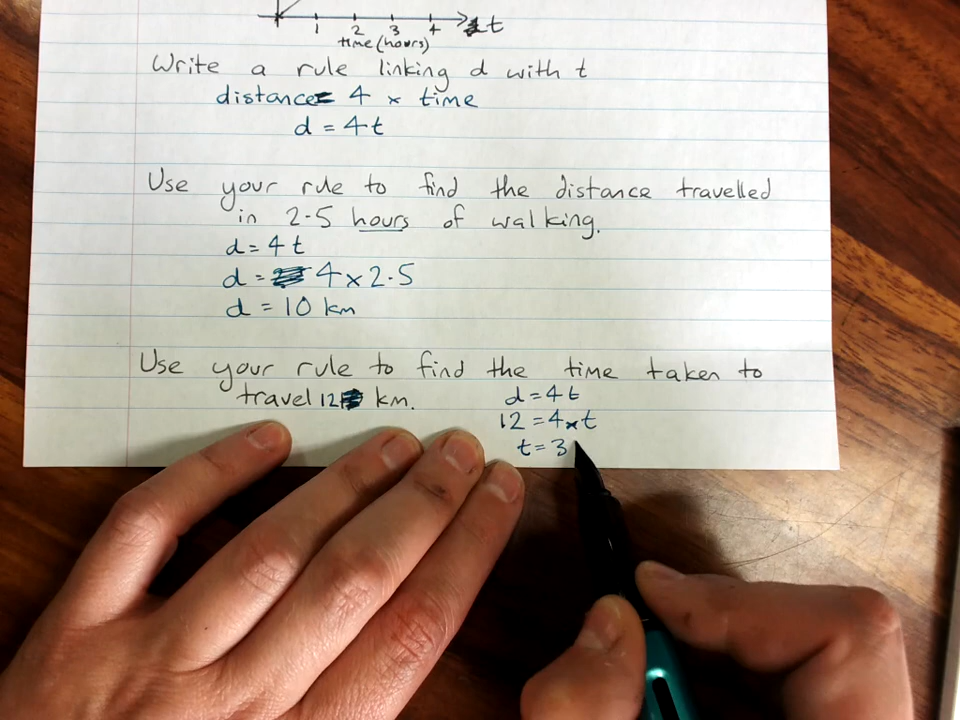 1 2 3 4 t
time (hours)
Write a rule linking d with t
distance = 4 × time
d = 4t
Use your rule to find the distance travelled
in 2.5 hours of walking.
d = 4t
d = 4 × 2.5
d = 10 km
Use your rule to find the time taken to
travel 12 km.
d = 4t
12 = 4 × t
t = 3